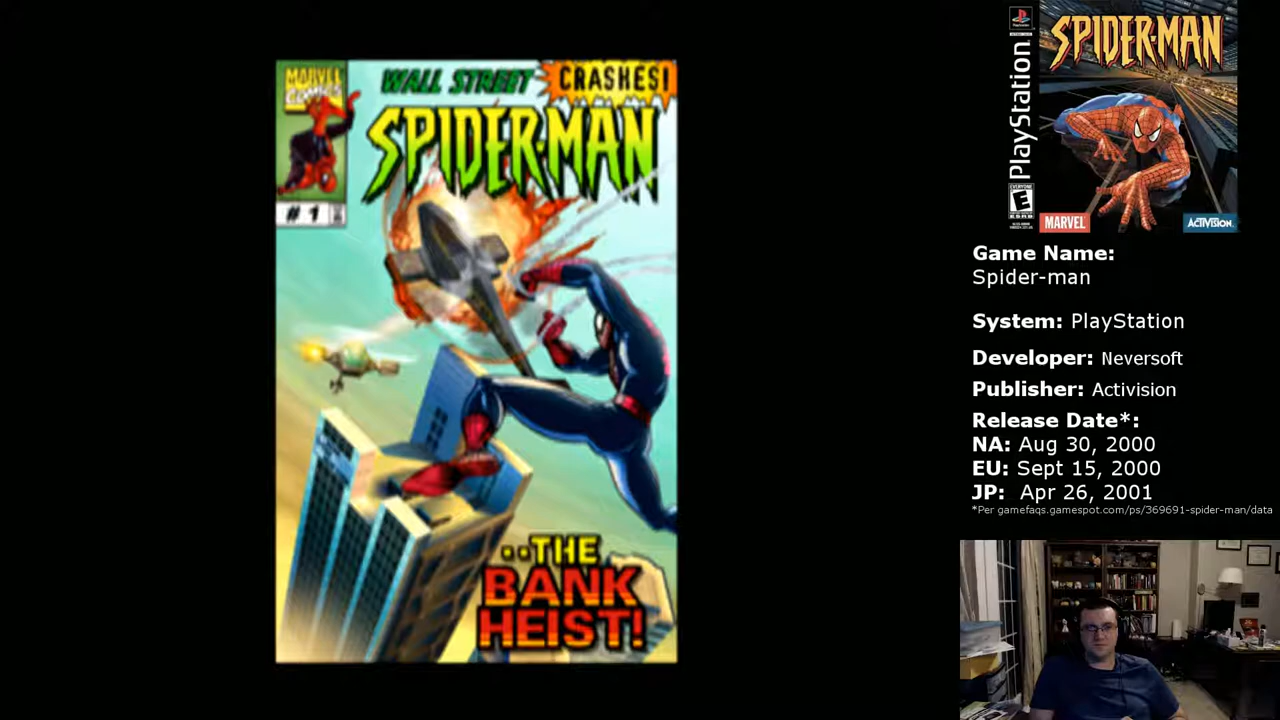 MARVEL
COMICS
WALL STREET
CRASHES!
SPIDER-MAN
#1
..THE
BANK
HEIST!
PlayStation
SPIDER-MAN
EVERYONE
E
MARVEL
ACTIVISION
Game Name:
Spider-man
System: PlayStation
Developer: Neversoft
Publisher: Activision
Release Date*:
NA: Aug 30, 2000
EU: Sept 15, 2000
JP: Apr 26, 2001
*Per gamefaqs.gamespot.com/ps/369691-spider-man/data